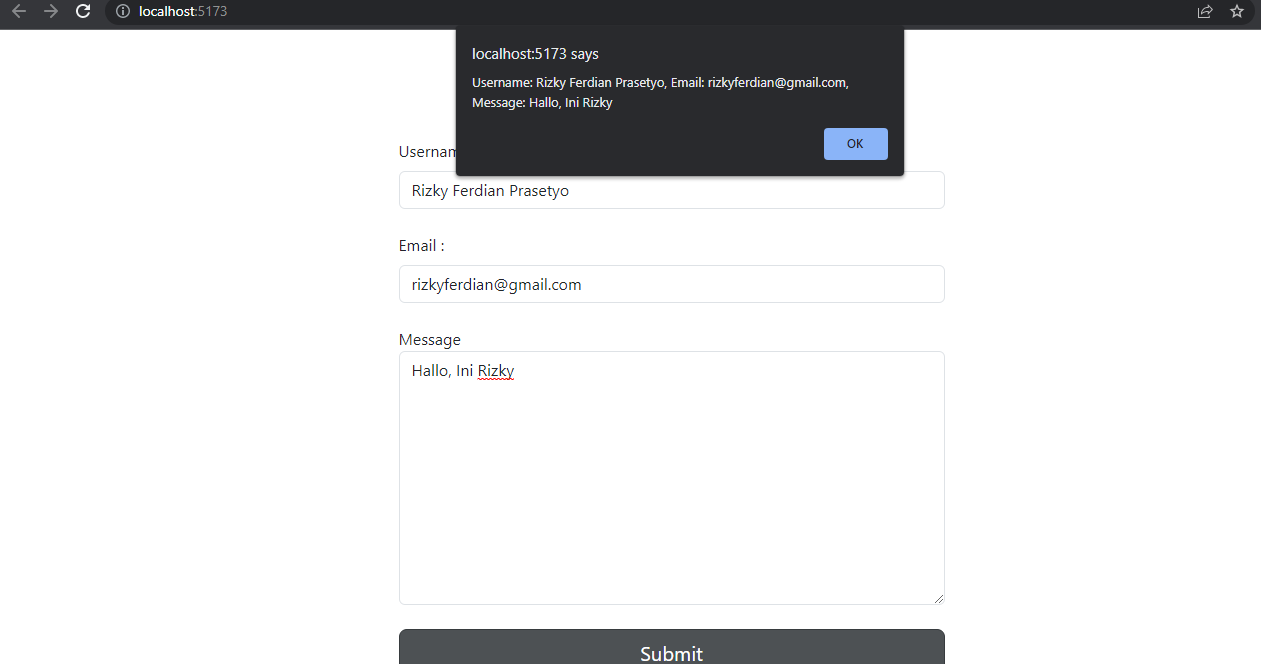 localhost:5173
localhost:5173 says
Username: Rizky Ferdian Prasetyo, Email: rizkyferdian@gmail.com,
Message: Hallo, Ini Rizky
OK
Rizky Ferdian Prasetyo
Email :
rizkyferdian@gmail.com
Message
Hallo, Ini Rizky
Submit